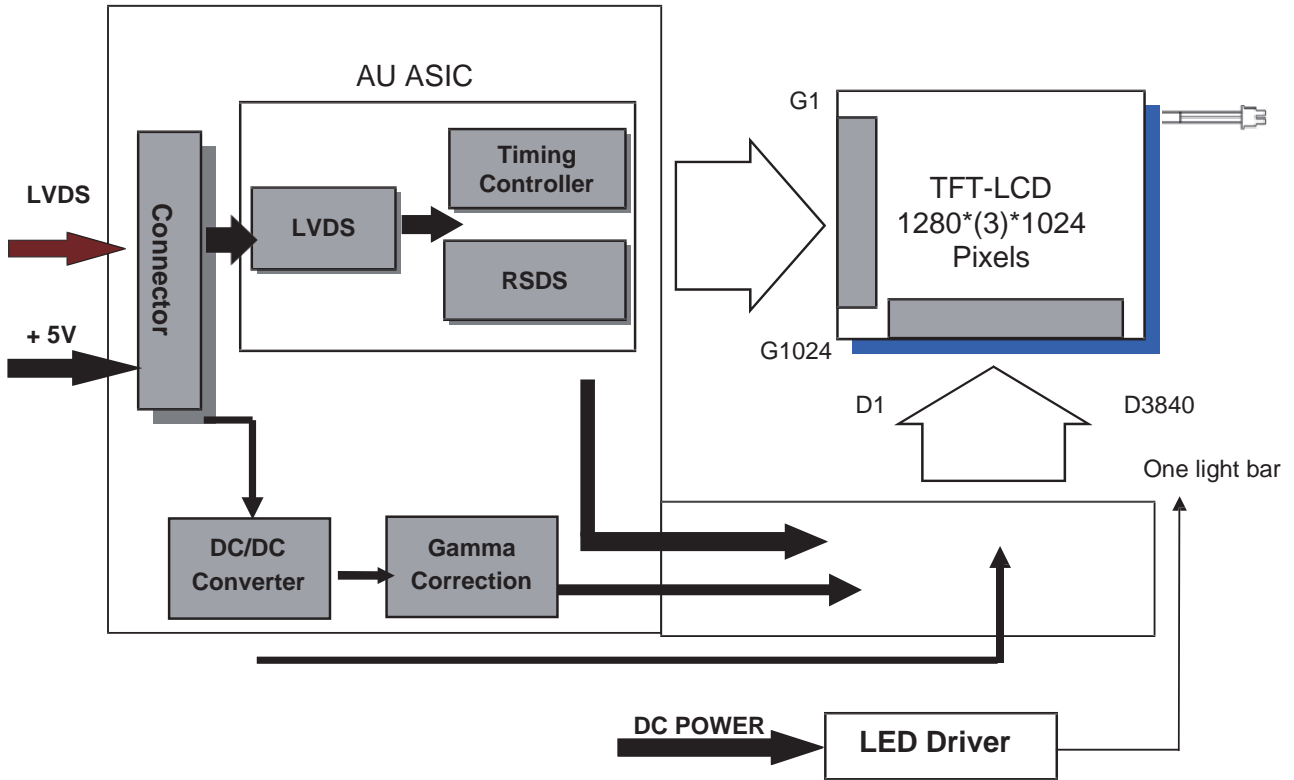 AU ASIC
G1
Timing
Controller
TFT-LCD
1280*(3)*1024
Pixels
LVDS
Connector
LVDS
RSDS
+ 5V
G1024
D1
D3840
One light bar
DC/DC
Converter
Gamma
Correction
DC POWER
LED Driver